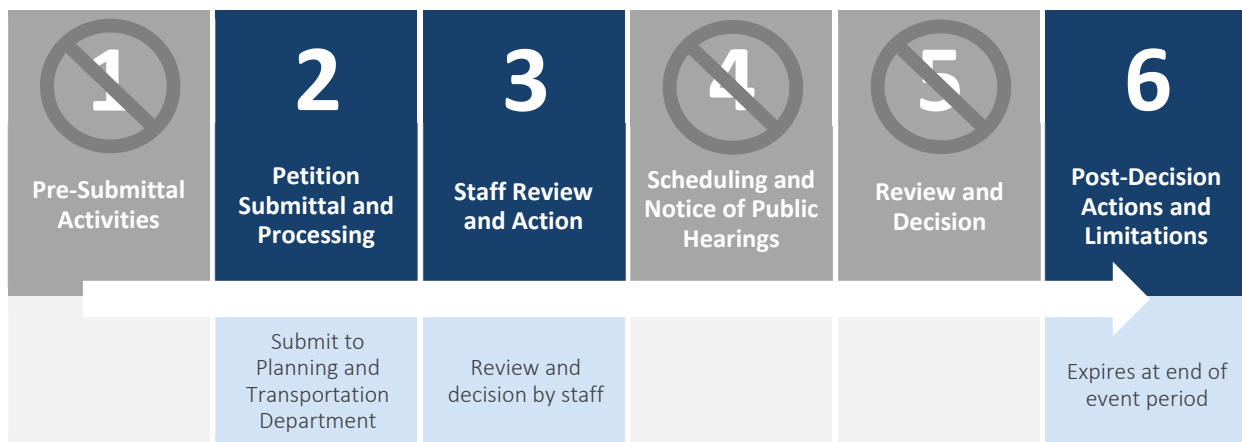 1
Pre-Submittal
Activities
2
Petition
Submittal and
Processing
Submit to
Planning and
Transportation
Department
3
Staff Review
and Action
Review and
decision by staff
4
Scheduling and
Notice of Public
Hearings
5
Review and
Decision
6
Post-Decision
Actions and
Limitations
Expires at end of
event period